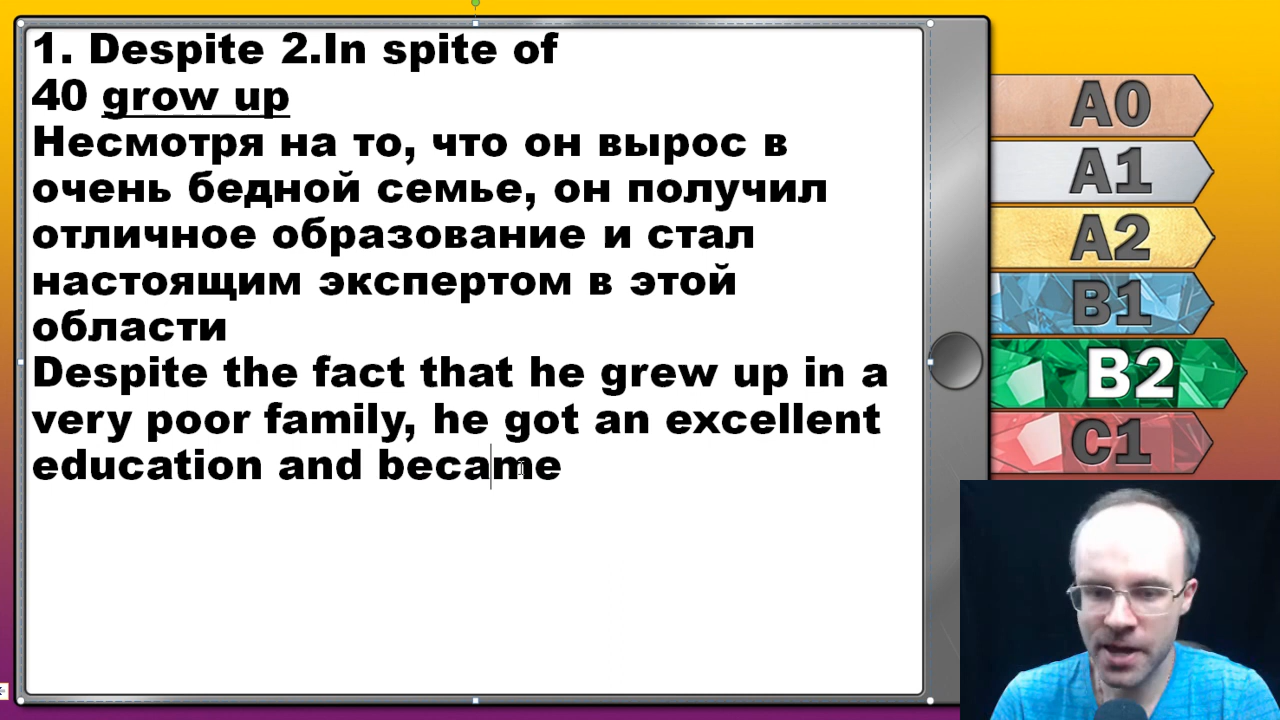 1. Despite 2.In spite of
40 grow up
Несмотря на то, что он вырос в
очень бедной семье, он получил
отличное образование и стал
настоящим экспертом в этой
области
Despite the fact that he grew up in a
very poor family, he got an excellent
education and became
A0
A1
A2
B1
B2
C1